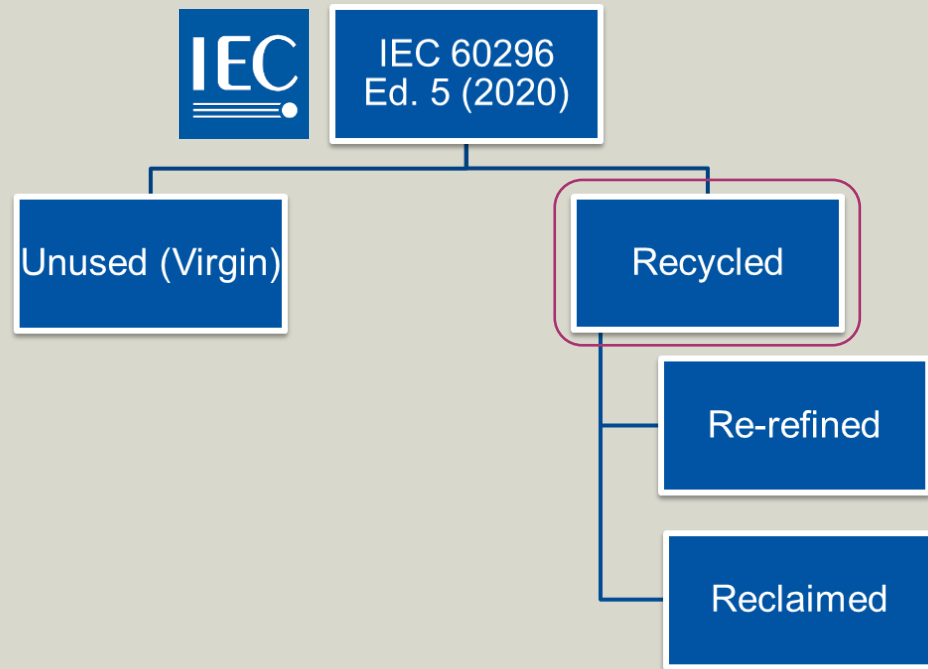 IEC
IEC 60296
Ed. 5 (2020)
Unused (Virgin)
Recycled
Re-refined
Reclaimed